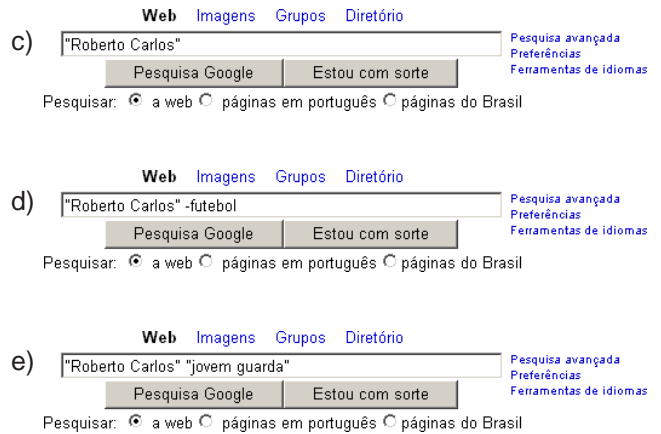 Web Imagens Grupos Diretório
c) "Roberto Carlos" Pesquisa avançada
Preferências
Pesquisa Google Estou com sorte Ferramentas de idiomas
Pesquisar: a web páginas em português páginas do Brasil
Web Imagens Grupos Diretório
d) "Roberto Carlos" -futebol Pesquisa avançada
Preferências
Pesquisa Google Estou com sorte Ferramentas de idiomas
Pesquisar: a web páginas em português páginas do Brasil
Web Imagens Grupos Diretório
e) "Roberto Carlos" "jovem guarda" Pesquisa avançada
Preferências
Pesquisa Google Estou com sorte Ferramentas de idiomas
Pesquisar: a web páginas em português páginas do Brasil